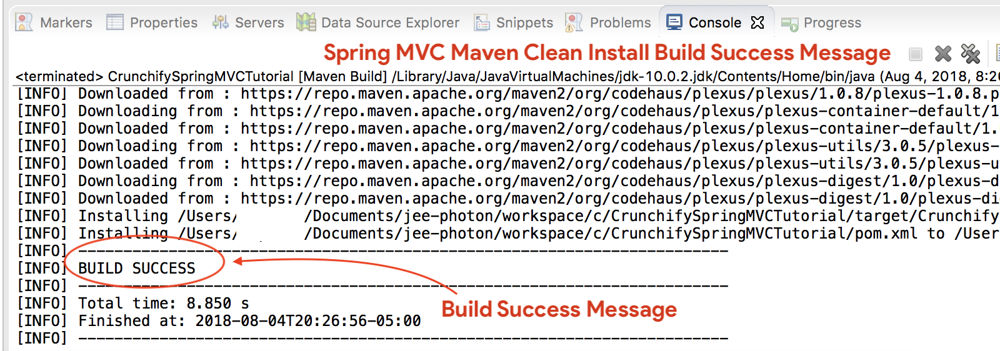 Markers Properties Servers Data Source Explorer Snippets Problems Console Progress
Spring MVC Maven Clean Install Build Success Message
<terminated> CrunchifySpringMVCTutorial [Maven Build] /Library/Java/JavaVirtualMachines/jdk-10.0.2.jdk/Contents/Home/bin/java (Aug 4, 2018, 8:26
[INFO] Downloaded from : https://repo.maven.apache.org/maven2/org/codehaus/plexus/plexus/1.0.8/plexus-1.0.8.p
[INFO] Downloading from : https://repo.maven.apache.org/maven2/org/codehaus/plexus/plexus-container-default/1
[INFO] Downloaded from : https://repo.maven.apache.org/maven2/org/codehaus/plexus/plexus-container-default/1.
[INFO] Downloading from : https://repo.maven.apache.org/maven2/org/codehaus/plexus/plexus-utils/3.0.5/plexus-
[INFO] Downloaded from : https://repo.maven.apache.org/maven2/org/codehaus/plexus/plexus-utils/3.0.5/plexus-u
[INFO] Downloading from : https://repo.maven.apache.org/maven2/org/codehaus/plexus/plexus-digest/1.0/plexus-d
[INFO] Downloaded from : https://repo.maven.apache.org/maven2/org/codehaus/plexus/plexus-digest/1.0/plexus-di
[INFO] Installing /Users/ /Documents/jee-photon/workspace/c/CrunchifySpringMVCTutorial/target/Crunchify
[INFO] Installing /Users/ /Documents/jee-photon/workspace/c/CrunchifySpringMVCTutorial/pom.xml to /User
[INFO] ------------------------------------------------------------------------
[INFO] BUILD SUCCESS
[INFO] ------------------------------------------------------------------------
[INFO] Total time: 8.850 s
Build Success Message
[INFO] Finished at: 2018-08-04T20:26:56-05:00
[INFO] ------------------------------------------------------------------------